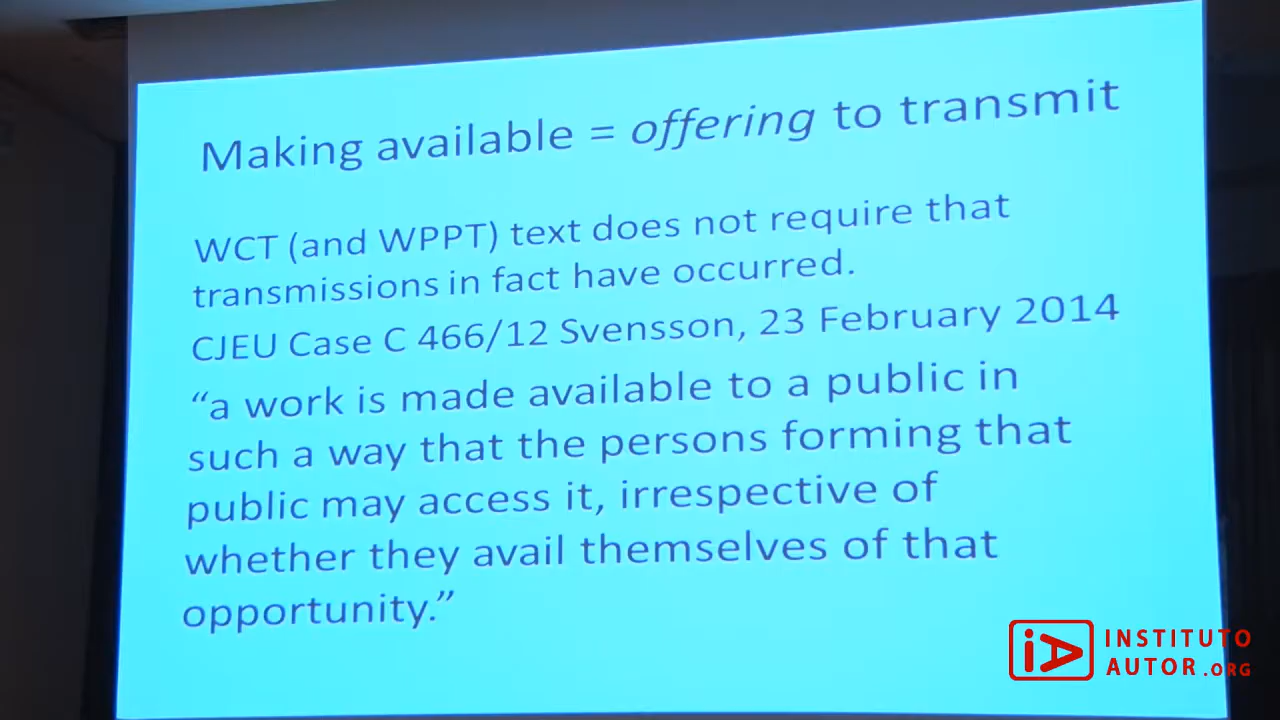 Making available = offering to transmit
WCT (and WPPT) text does not require that
transmissions in fact have occurred.
CJEU Case C 466/12 Svensson, 23 February 2014
“a work is made available to a public in
such a way that the persons forming that
public may access it, irrespective of
whether they avail themselves of that
opportunity.”
iA INSTITUTO
AUTOR.ORG